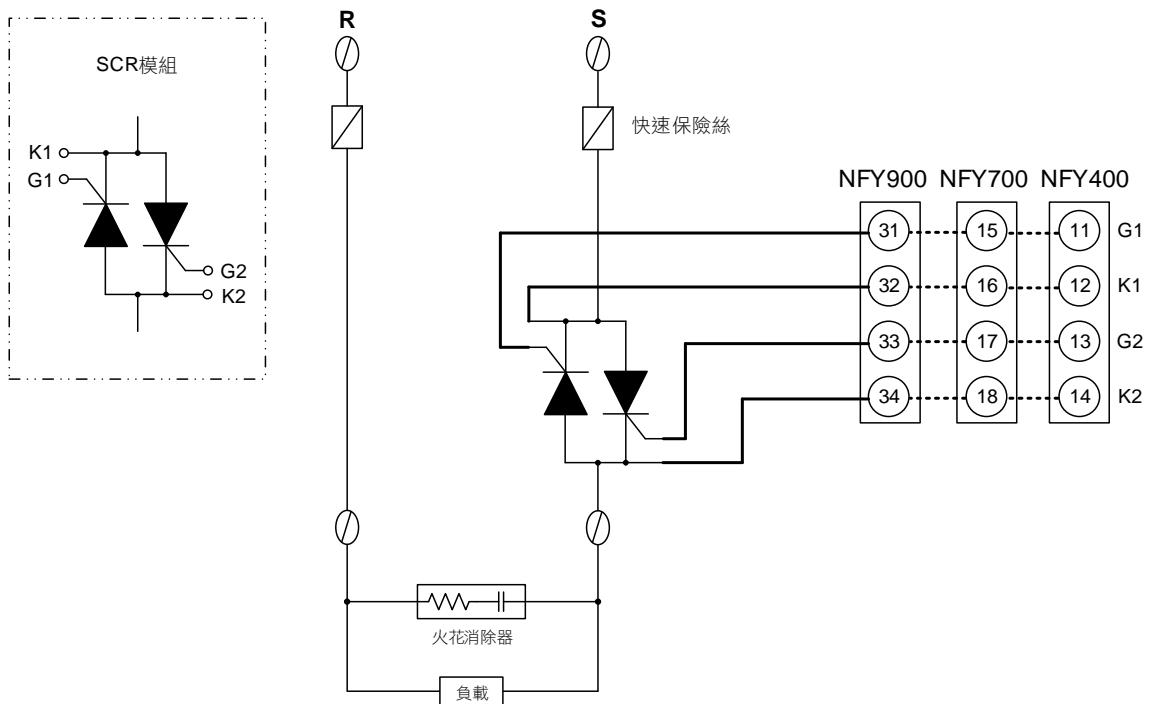 R
S
SCR模組
K1
G1
G2
K2
快速保險絲
NFY900 NFY700 NFY400
31 15 11 G1
32 16 12 K1
33 17 13 G2
34 18 14 K2
火花消除器
負載